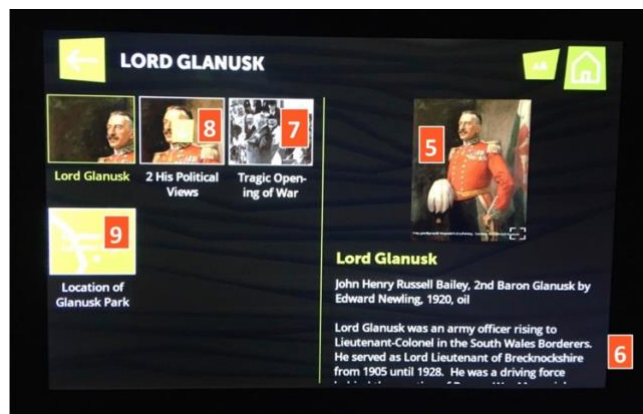 LORD GLANUSK
AA
8
7
5
Lord Glanusk
2 His Political
Views
Tragic Open-
ing of War
9
Location of
Glanusk Park
Lord Glanusk
John Henry Russell Bailey, 2nd Baron Glanusk by
Edward Newling, 1920, oil
Lord Glanusk was an army officer rising to
Lieutenant-Colonel in the South Wales Borderers.
He served as Lord Lieutenant of Brecknockshire
from 1905 until 1928. He was a driving force
6